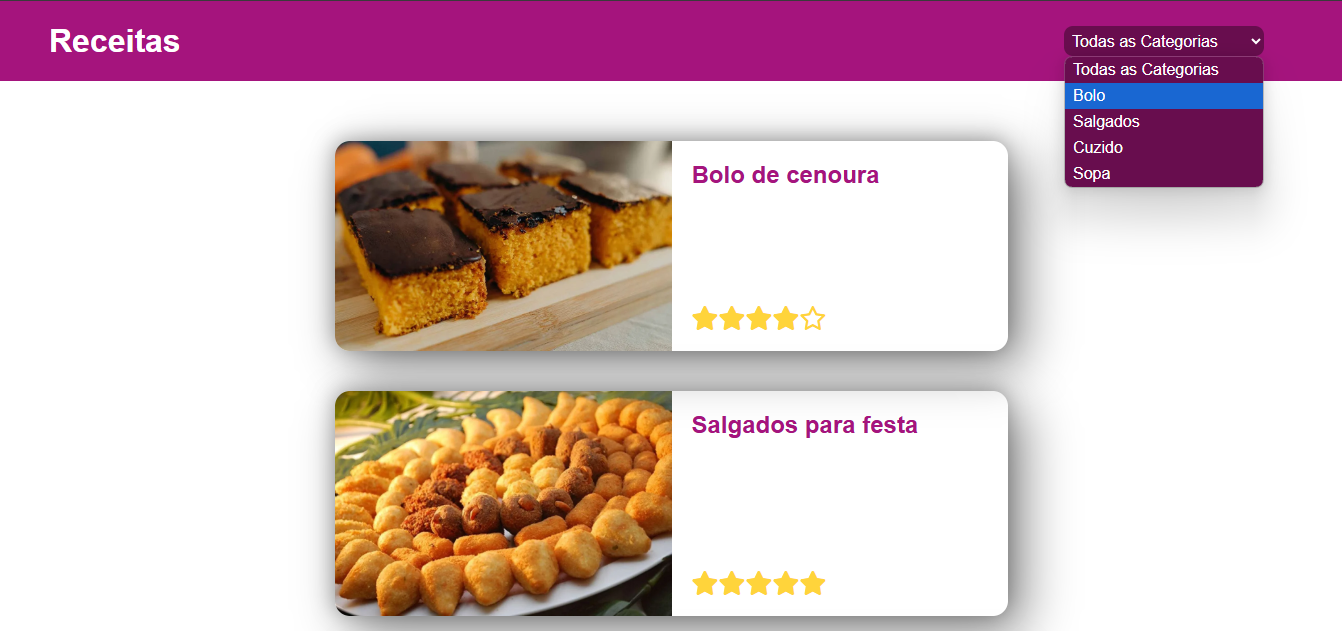 Receitas
Todas as Categorias
Todas as Categorias
Bolo
Salgados
Cuzido
Sopa
Bolo de cenoura
Salgados para festa